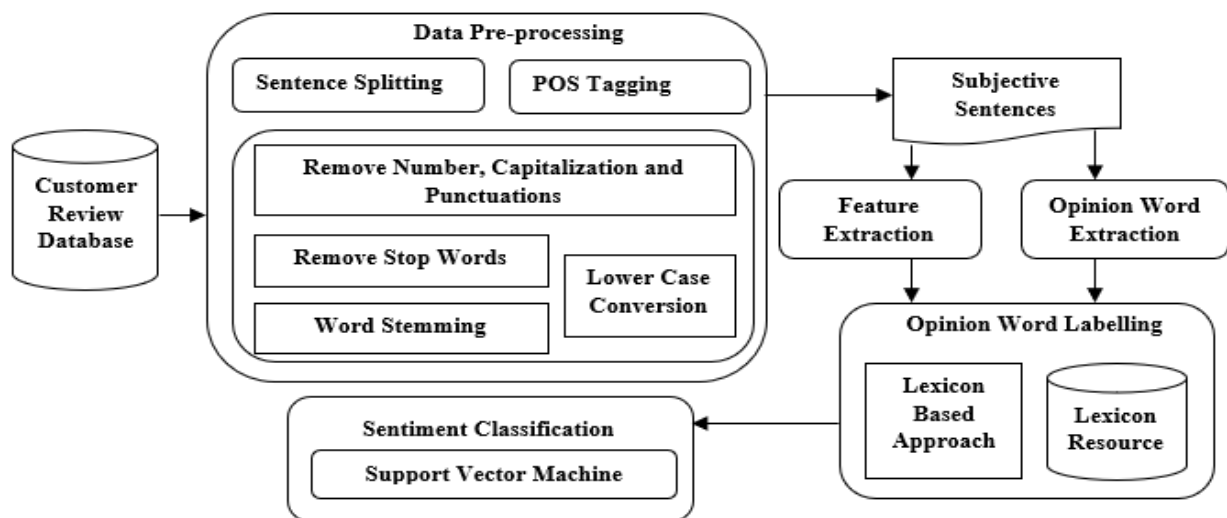 Data Pre-processing
Sentence Splitting
POS Tagging
Customer
Review
Database
Remove Number, Capitalization and
Punctuations
Remove Stop Words
Word Stemming
Lower Case
Conversion
Subjective
Sentences
Feature
Extraction
Opinion Word
Extraction
Opinion Word Labelling
Lexicon
Based
Approach
Lexicon
Resource
Sentiment Classification
Support Vector Machine